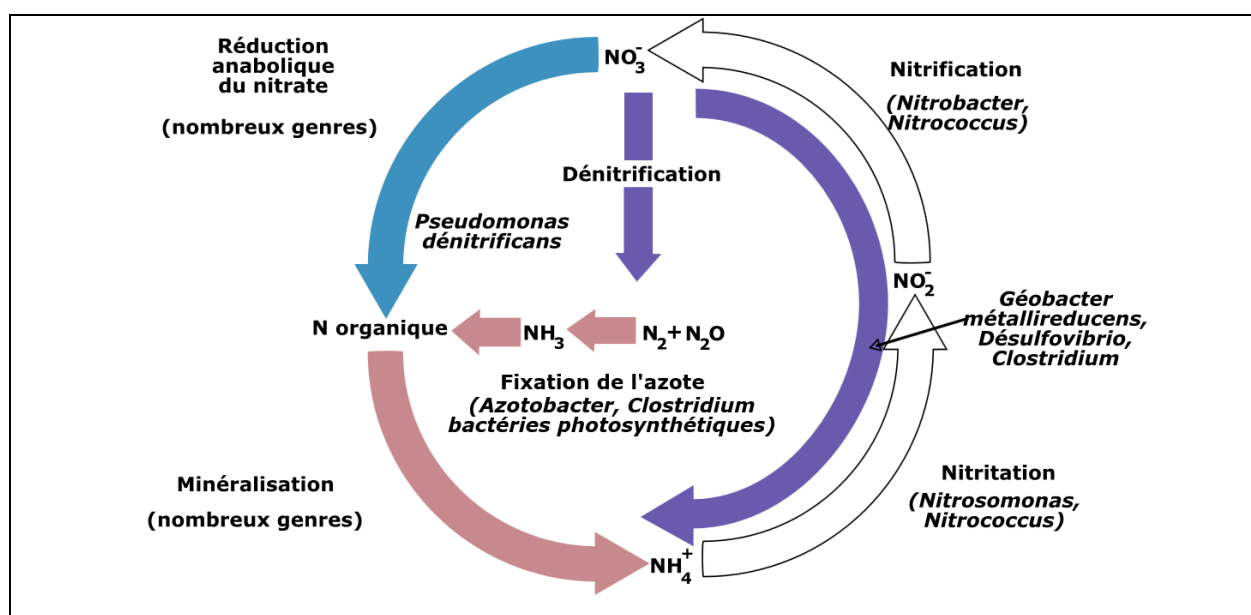 Réduction
anabolique
du nitrate
(nombreux genres)
NO3-
Nitrification
(Nitrobacter,
Nitrococcus)
Dénitrification
Pseudomonas
dénitrificans
NO2-
Géobacter
métallireducens,
Désulfovibrio,
Clostridium
N organique
NH3
N2+N2O
Fixation de l'azote
(Azotobacter, Clostridium
bactéries photosynthétiques)
Minéralisation
(nombreux genres)
Nitritation
(Nitrosomonas,
Nitrococcus)
NH4+